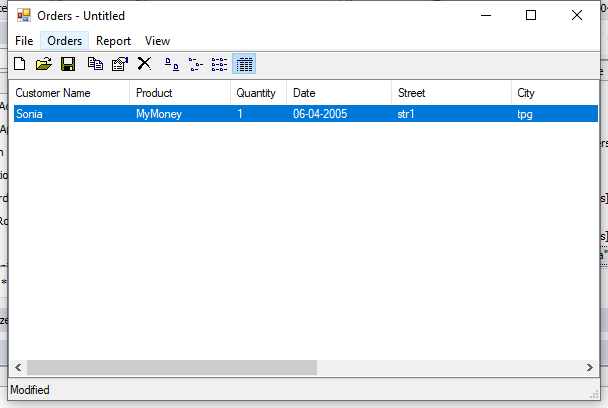 Orders - Untitled
File Orders Report View
Customer Name Product Quantity Date Street City
Sonia MyMoney 1 06-04-2005 str1 tpg
Modified